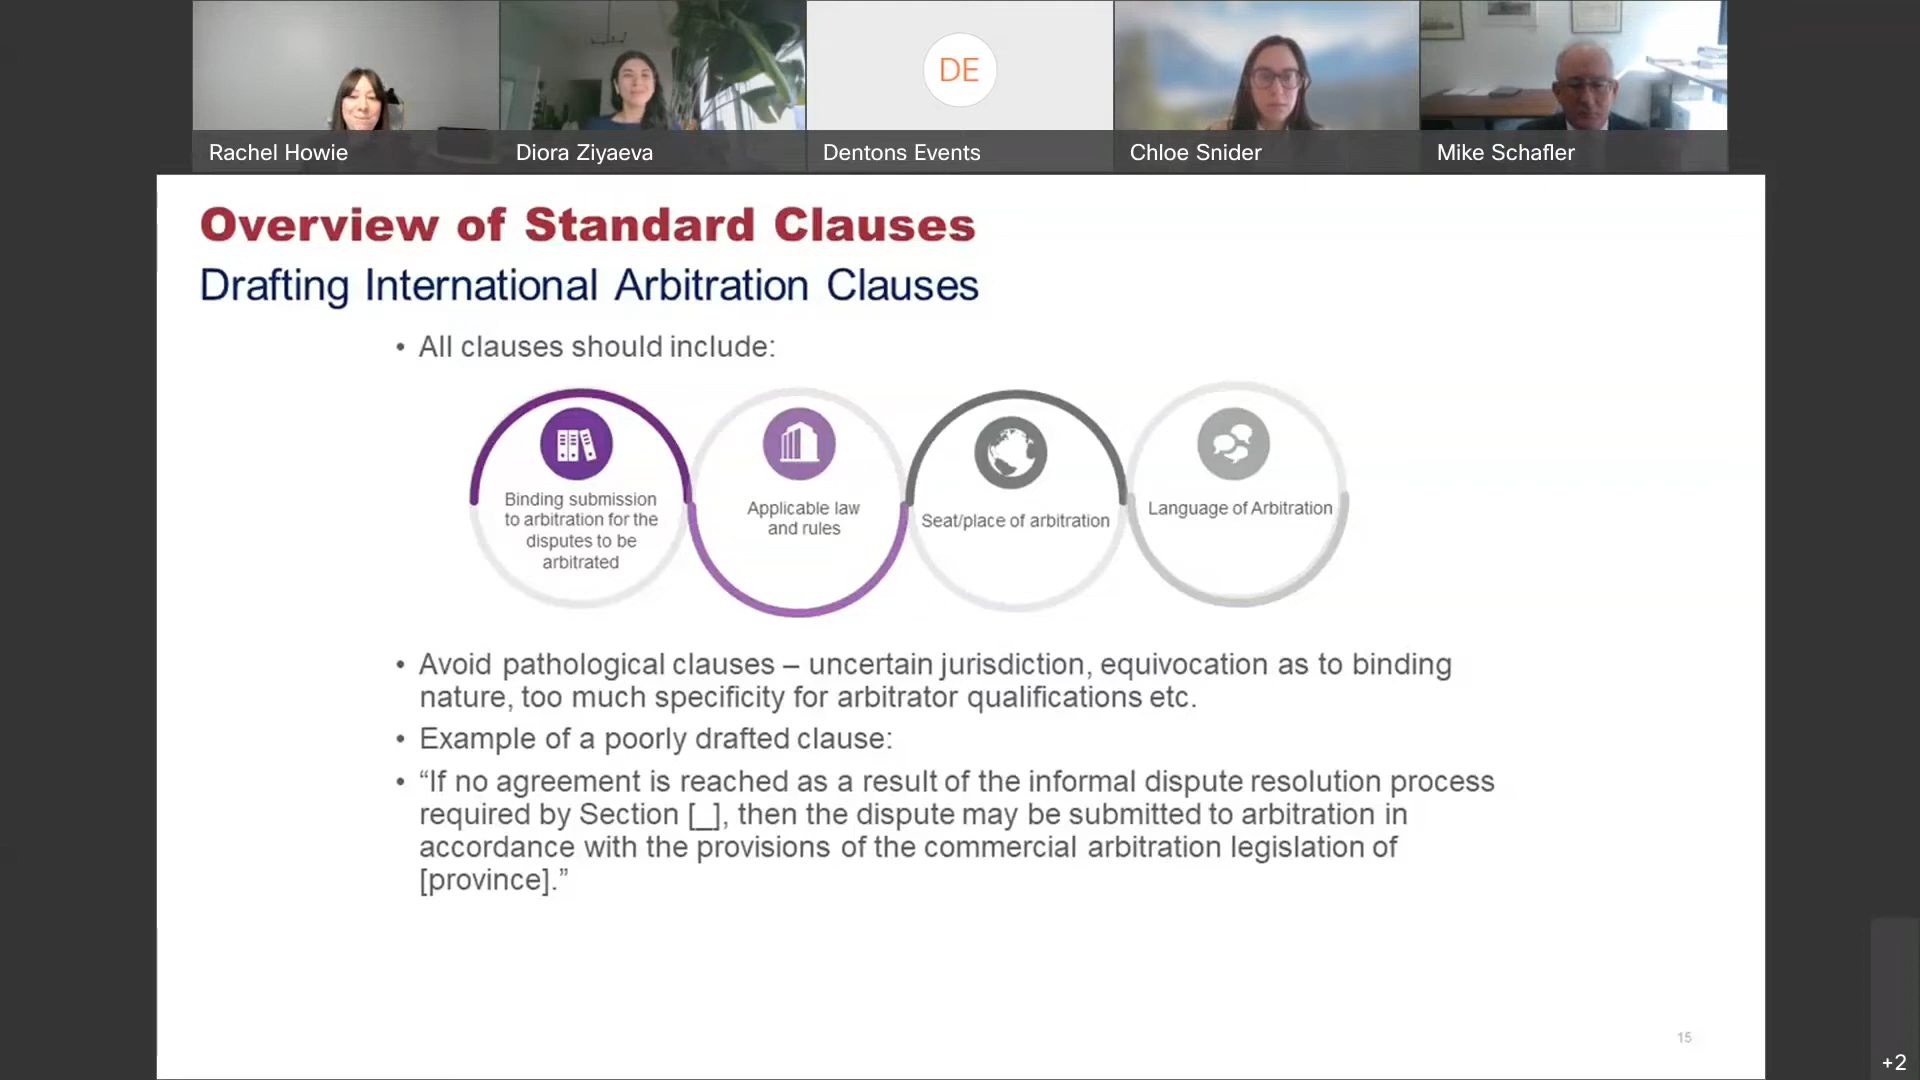 DE
Rachel Howie
Diora Ziyaeva
Dentons Events
Chloe Snider
Mike Schafler
Overview of Standard Clauses
Drafting International Arbitration Clauses
• All clauses should include:
Binding submission
to arbitration for the
disputes to be
arbitrated
Applicable law
and rules
Seat/place of arbitration
Language of Arbitration
• Avoid pathological clauses – uncertain jurisdiction, equivocation as to binding
nature, too much specificity for arbitrator qualifications etc.
• Example of a poorly drafted clause:
• “If no agreement is reached as a result of the informal dispute resolution process
required by Section [_], then the dispute may be submitted to arbitration in
accordance with the provisions of the commercial arbitration legislation of
[province].”
15
+2